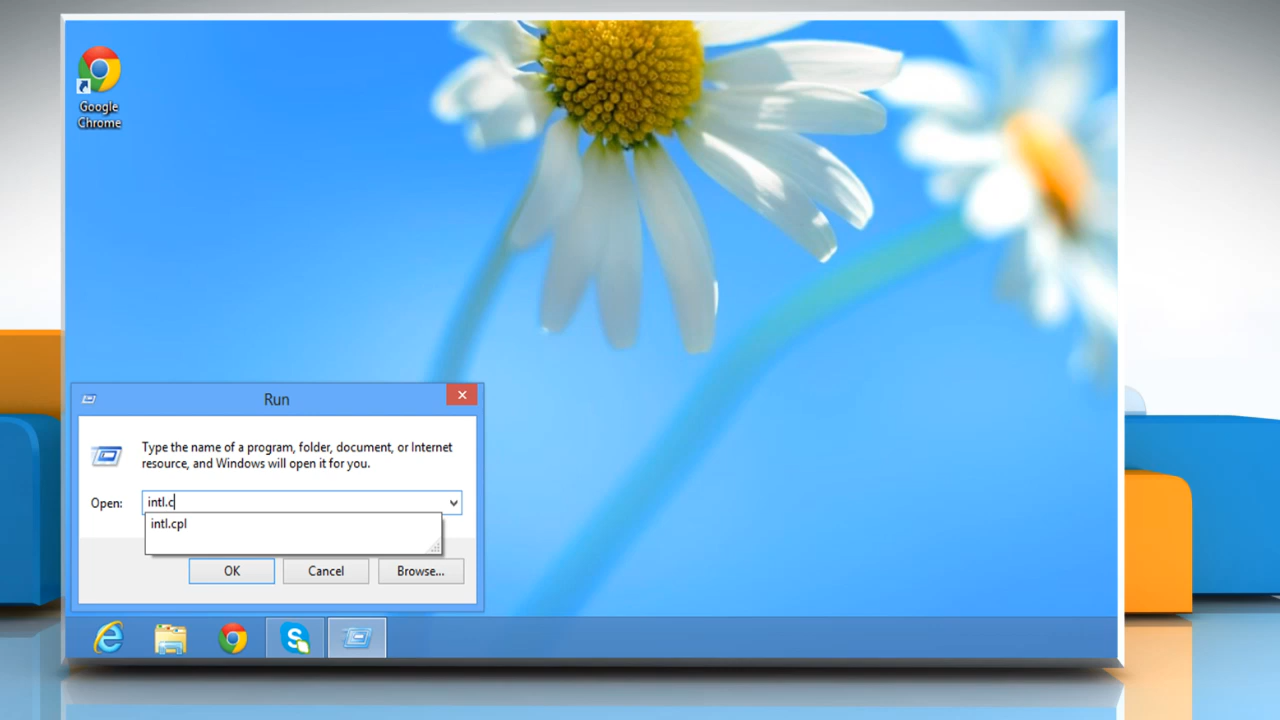 Google
Chrome
Run
Type the name of a program, folder, document, or Internet
resource, and Windows will open it for you.
Open: intl.c
intl.cpl
OK Cancel Browse...